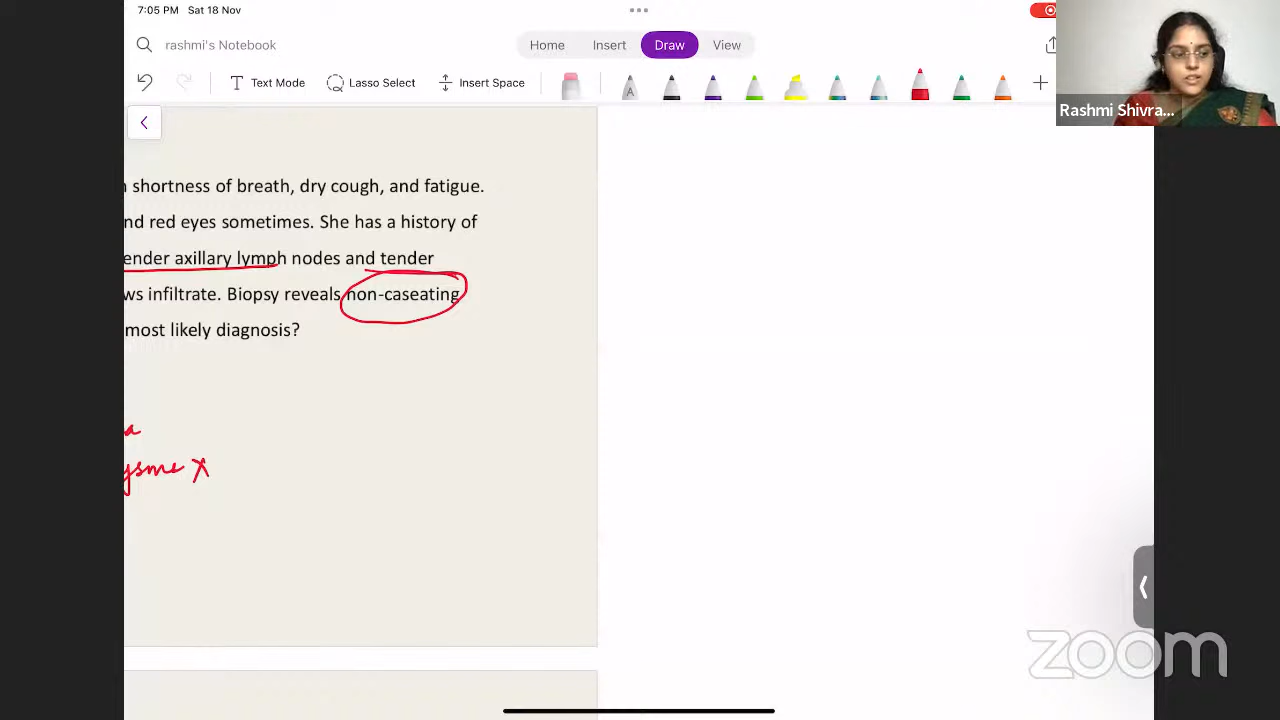 7:05 PM Sat 18 Nov
rashmi's Notebook
Home Insert Draw View
Text Mode Lasso Select Insert Space
A
Rashmi Shivra...
shortness of breath, dry cough, and fatigue.
nd red eyes sometimes. She has a history of
ender axillary lymph nodes and tender
ws infiltrate. Biopsy reveals non-caseating
most likely diagnosis?
a
ysme X
zoom